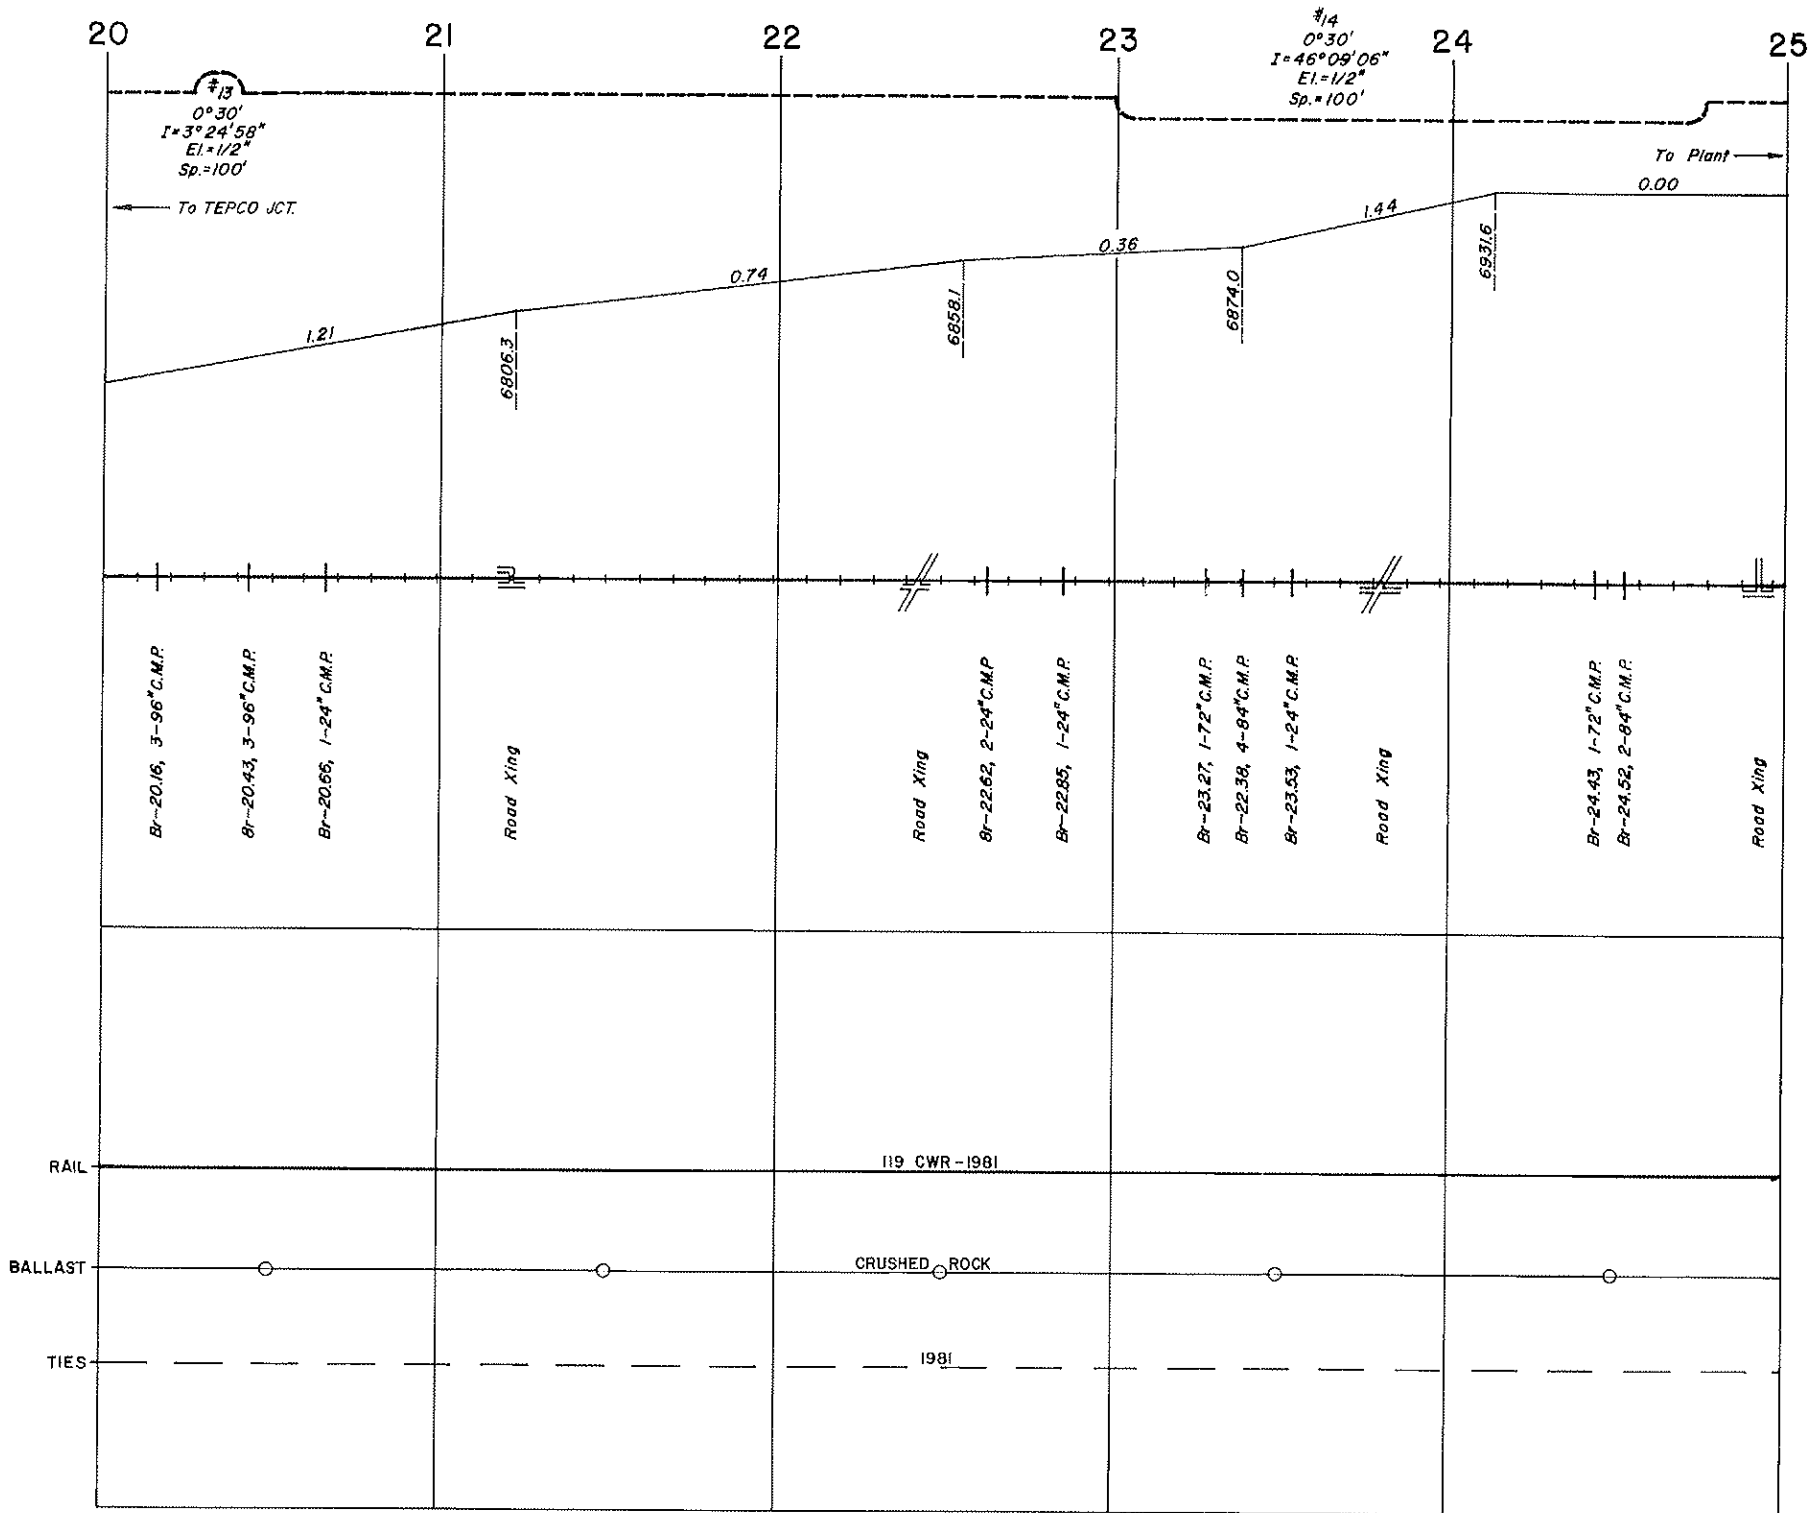 20
21
22
23
24
25
#13
0°30'
I=3°24'58"
El.=1/2"
Sp.=100'
#14
0°30'
I=46°09'06"
El.=1/2"
Sp.=100'
To TEPCO JCT.
To Plant
1.21
0.74
0.36
1.44
0.00
6806.3
6858.1
6874.0
6931.6
Br-20.16, 3-96" C.M.P.
Br-20.43, 3-96" C.M.P.
Br-20.66, 1-24" C.M.P.
Road Xing
Road Xing
Br-22.62, 2-24" C.M.P.
Br-22.85, 1-24" C.M.P.
Br-23.27, 1-72" C.M.P.
Br-22.38, 4-84" C.M.P.
Br-23.53, 1-24" C.M.P.
Road Xing
Br-24.43, 1-72" C.M.P.
Br-24.52, 2-84" C.M.P.
Road Xing
RAIL
119 CWR-1981
BALLAST
CRUSHED ROCK
TIES
1981